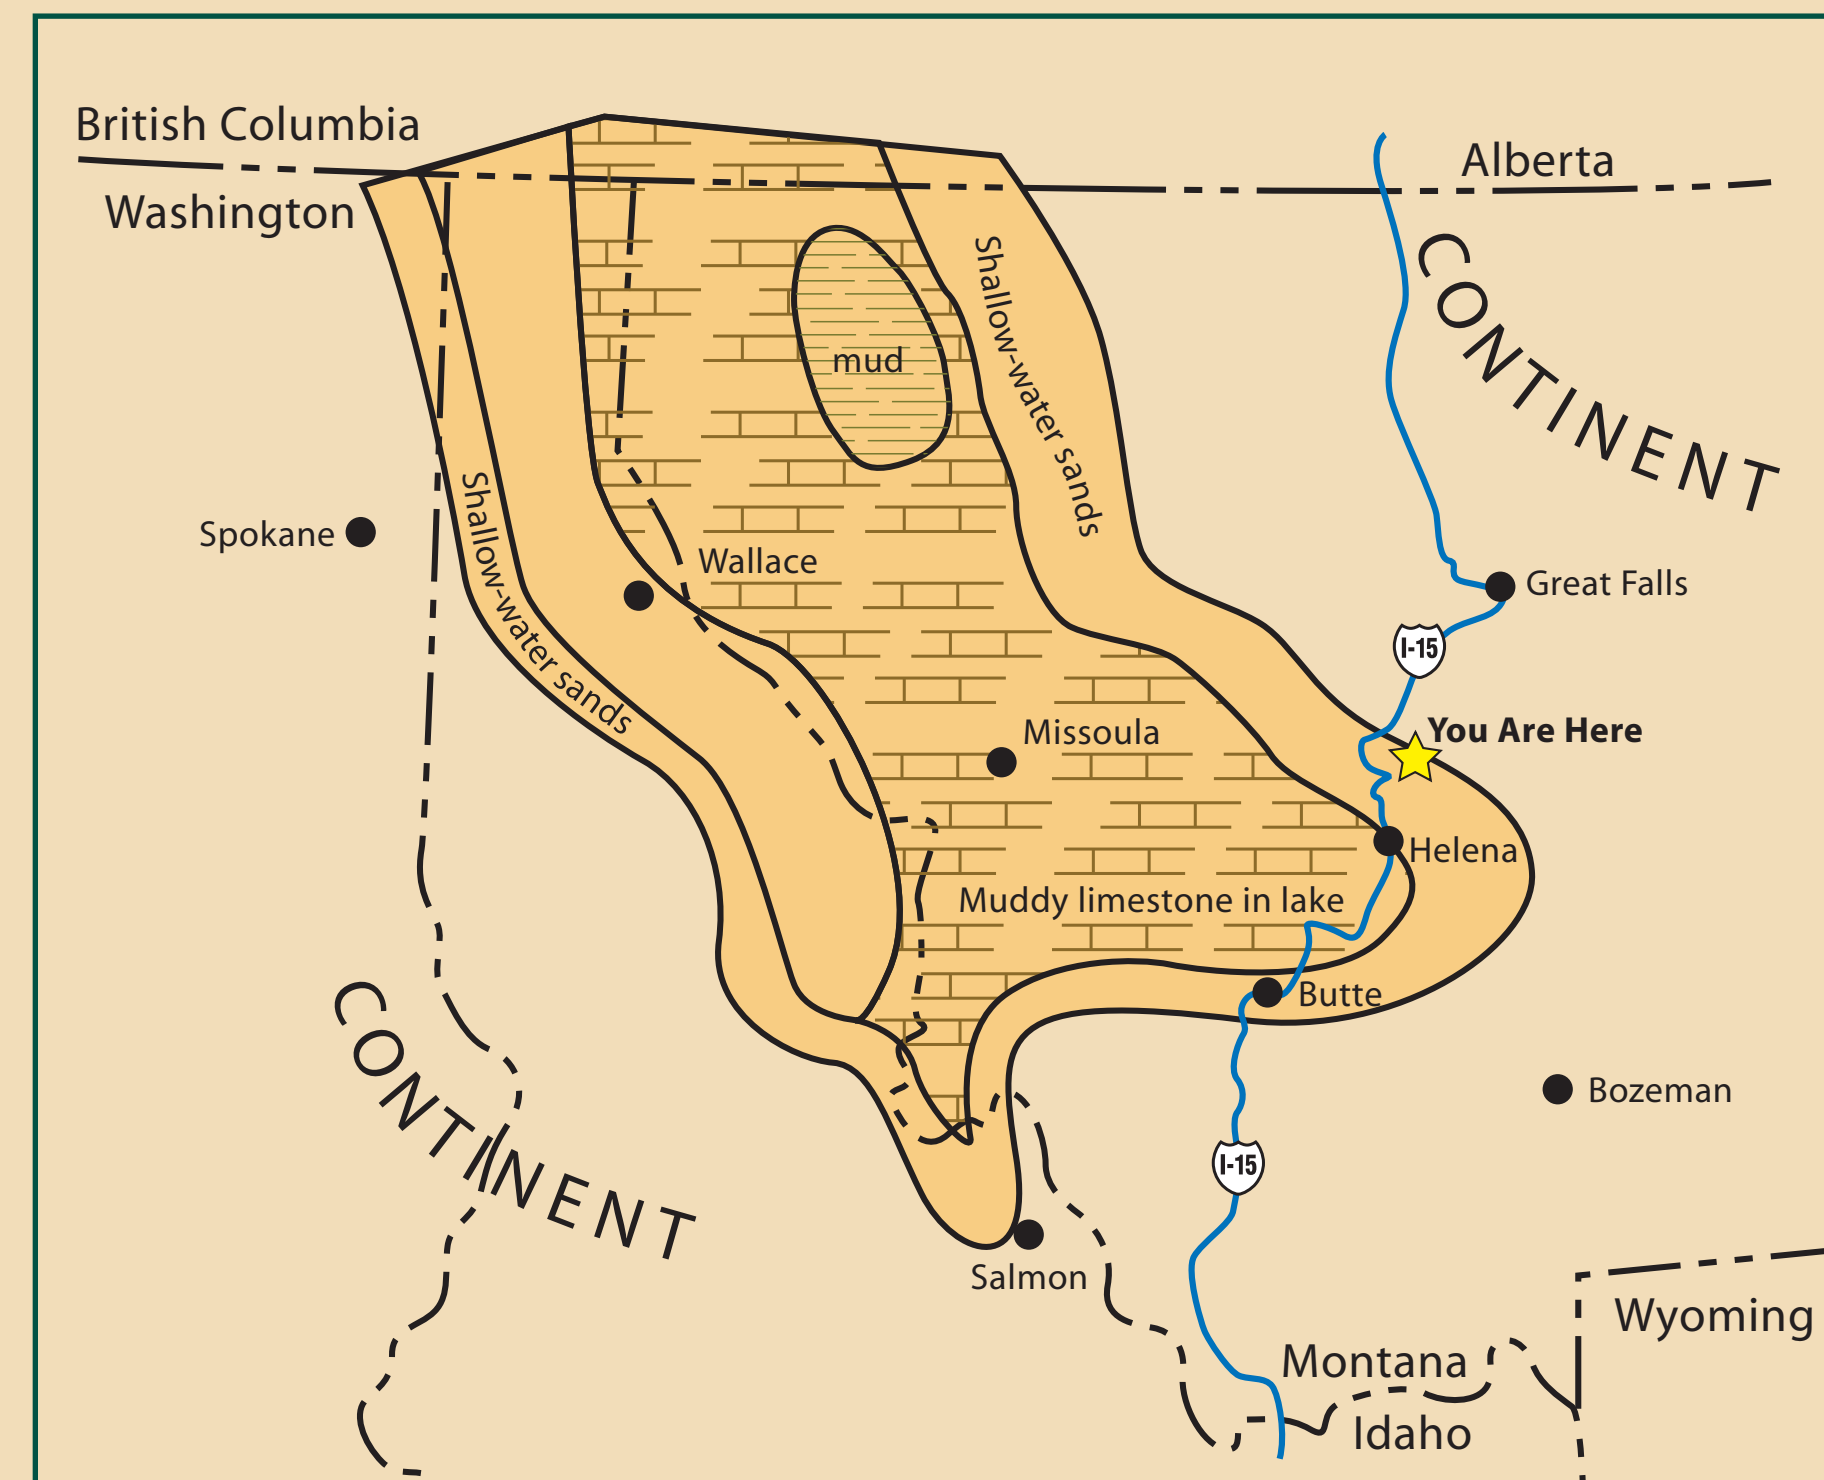 British Columbia
Alberta
Washington
CONTINENT
Shallow-water sands
mud
Shallow-water sands
Spokane
Wallace
Great Falls
I-15
You Are Here
Missoula
Helena
Muddy limestone in lake
Butte
CONTINENT
Bozeman
I-15
Salmon
Wyoming
Montana
Idaho